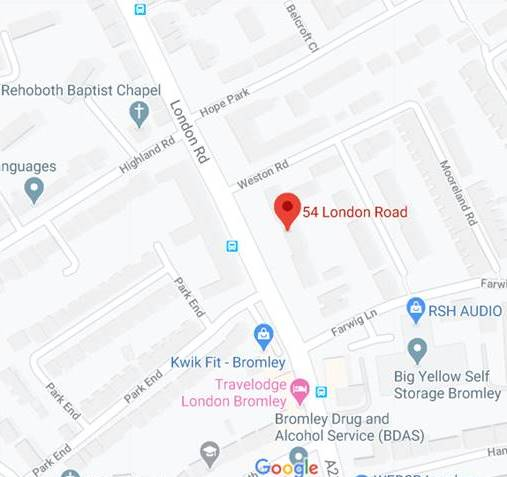 Belcroft Cl
Rehoboth Baptist Chapel
Hope Park
London Rd
Highland Rd
anguages
Weston Rd
Mooreland Rd
54 London Road
Park End
Farwi
RSH AUDIO
Farwig Ln
Kwik Fit - Bromley
Park End
Travelodge
London Bromley
Big Yellow Self
Storage Bromley
Park End
Bromley Drug and
Alcohol Service (BDAS)
Park End
Google
A2
Han